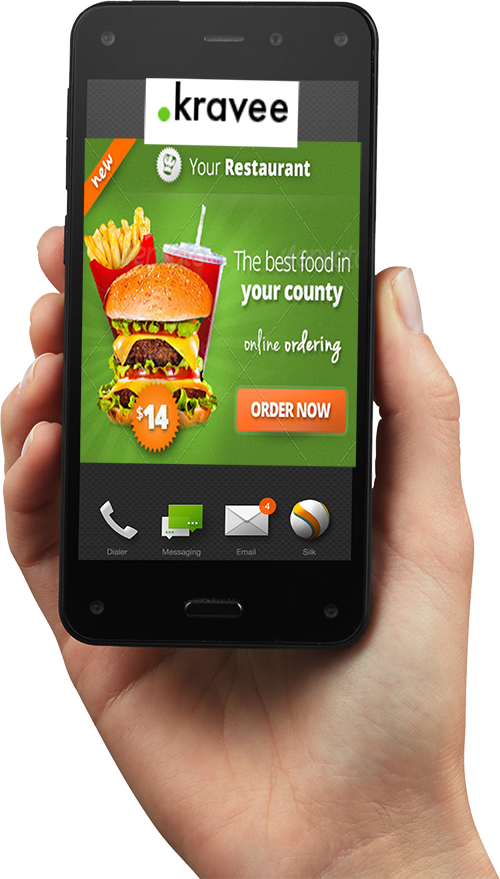 .kravee
new
Your Restaurant
The best food in
your county
online ordering
$14
ORDER NOW
4
Dialer Messaging Email Silk